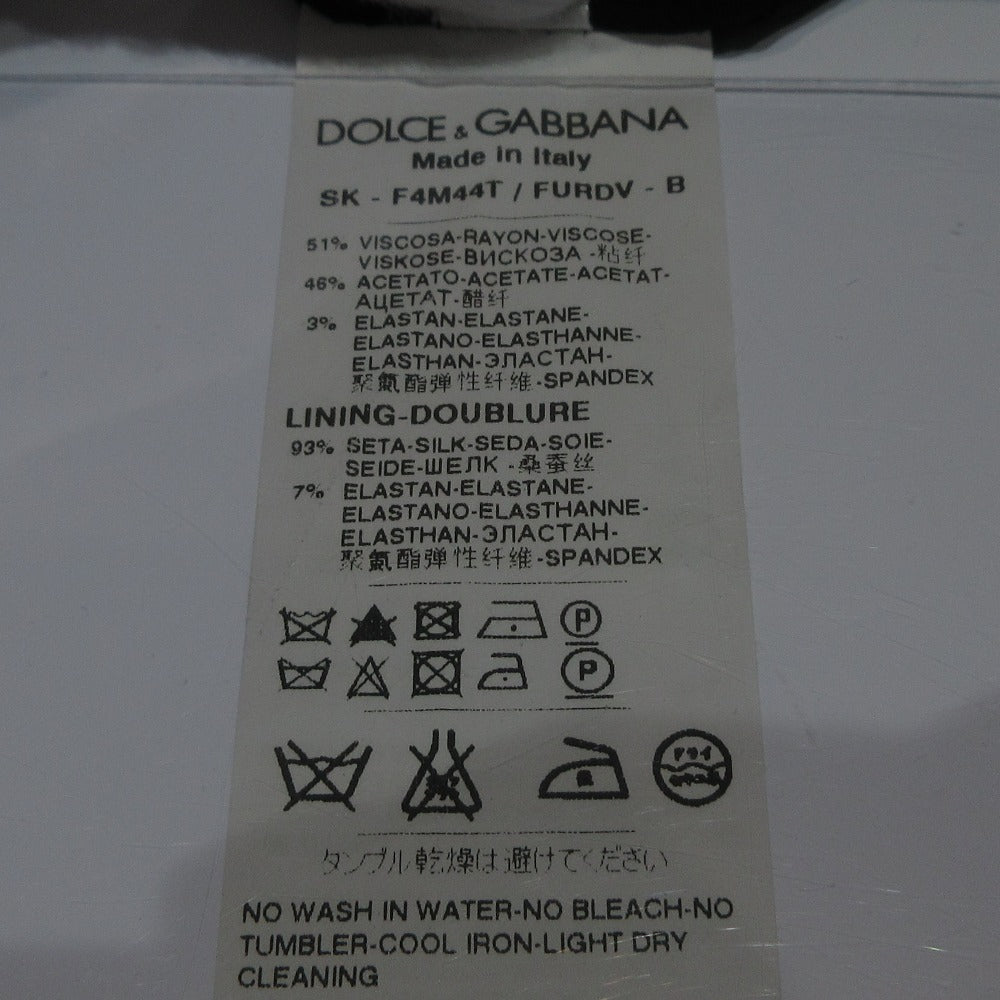 DOLCE & GABBANA
Made in Italy
SK - F4M44T / FURDV - B
51% VISCOSA-RAYON-VISCOSE-
VISKOSE-ВИСКОЗА -粘纤
46% ACETATO-ACETATE-ACETAT-
АЦЕТАТ-醋纤
3% ELASTAN-ELASTANE-
ELASTANO-ELASTHANNE-
ELASTHAN-ЭЛАСТАН-
聚氨酯弹性纤维-SPANDEX
LINING-DOUBLURE
93% SETA-SILK-SEDA-SOIE-
SEIDE-ШЕЛК -桑蚕丝
7% ELASTAN-ELASTANE-
ELASTANO-ELASTHANNE-
ELASTHAN-ЭЛАСТАН-
聚氨酯弹性纤维-SPANDEX
P
P
ドライ
タンブル乾燥は避けてください
NO WASH IN WATER-NO BLEACH-NO
TUMBLER-COOL IRON-LIGHT DRY
CLEANING